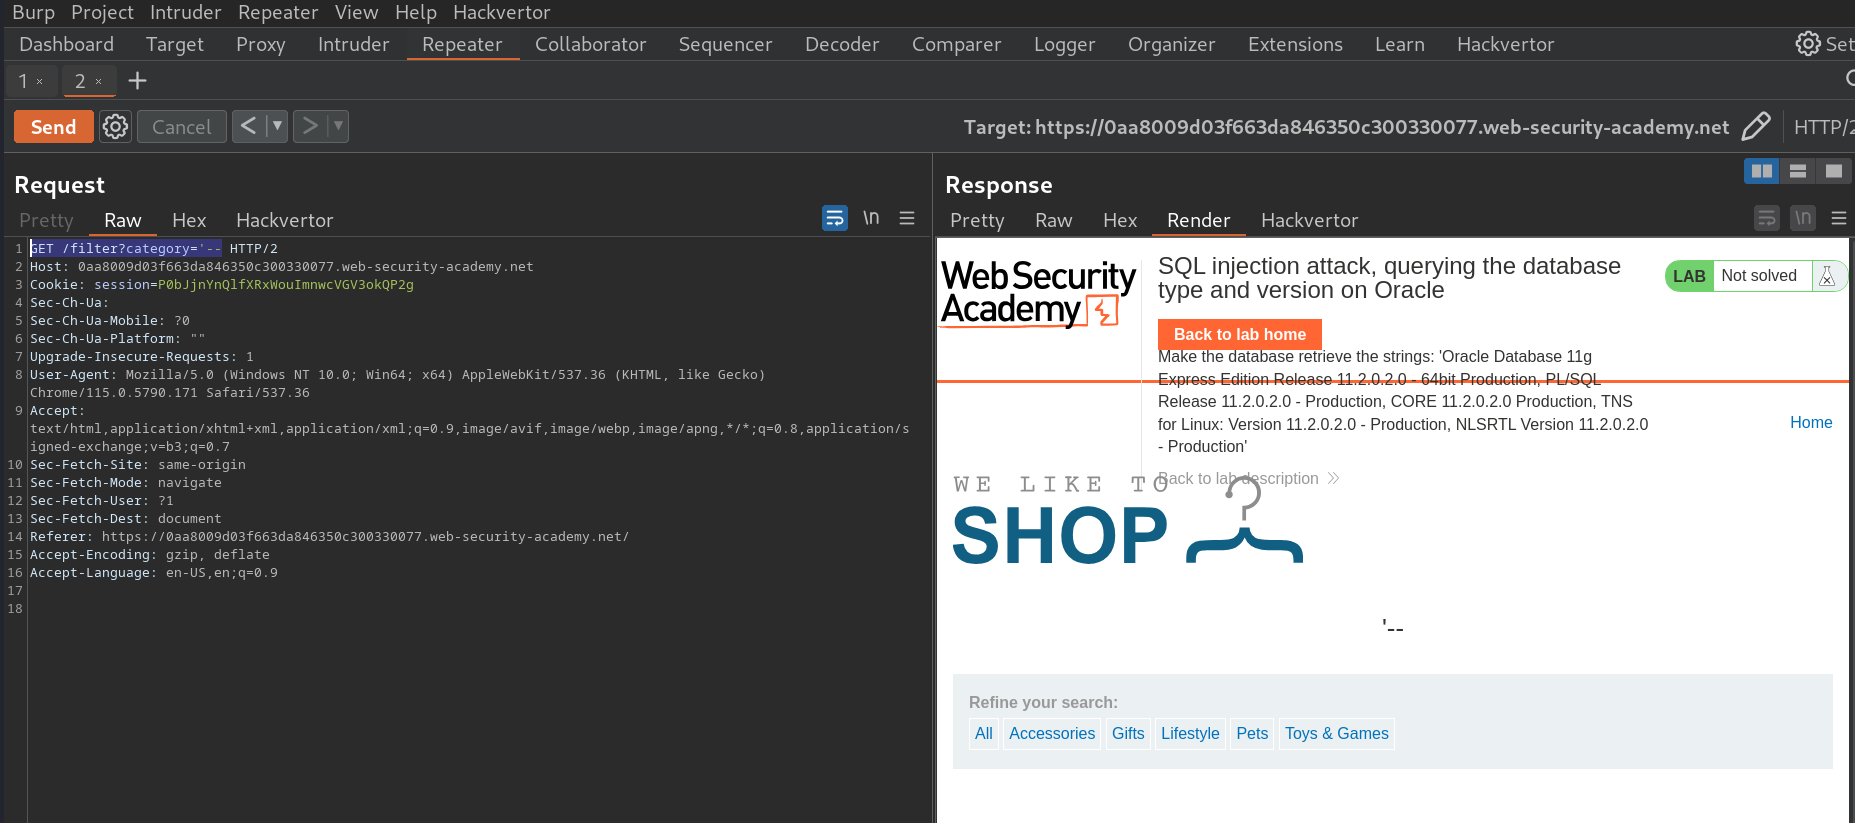 Burp Project Intruder Repeater View Help Hackvertor
Dashboard Target Proxy Intruder Repeater Collaborator Sequencer Decoder Comparer Logger Organizer Extensions Learn Hackvertor Set
1 × 2 × +
Send Cancel < > Target: https://0aa8009d03f663da846350c300330077.web-security-academy.net HTTP/2
Request
Pretty Raw Hex Hackvertor \n
1 GET /filter?category='-- HTTP/2
2 Host: 0aa8009d03f663da846350c300330077.web-security-academy.net
3 Cookie: session=P0bJjnYnQlfXRxWouImnwcVGV3okQP2g
4 Sec-Ch-Ua:
5 Sec-Ch-Ua-Mobile: ?0
6 Sec-Ch-Ua-Platform: ""
7 Upgrade-Insecure-Requests: 1
8 User-Agent: Mozilla/5.0 (Windows NT 10.0; Win64; x64) AppleWebKit/537.36 (KHTML, like Gecko)
Chrome/115.0.5790.171 Safari/537.36
9 Accept:
text/html,application/xhtml+xml,application/xml;q=0.9,image/avif,image/webp,image/apng,*/*;q=0.8,application/s
igned-exchange;v=b3;q=0.7
10 Sec-Fetch-Site: same-origin
11 Sec-Fetch-Mode: navigate
12 Sec-Fetch-User: ?1
13 Sec-Fetch-Dest: document
14 Referer: https://0aa8009d03f663da846350c300330077.web-security-academy.net/
15 Accept-Encoding: gzip, deflate
16 Accept-Language: en-US,en;q=0.9
17
18
Response
Pretty Raw Hex Render Hackvertor \n
Web Security
Academy
SQL injection attack, querying the database
type and version on Oracle
LAB Not solved
Back to lab home
Make the database retrieve the strings: 'Oracle Database 11g
Express Edition Release 11.2.0.2.0 - 64bit Production, PL/SQL
Release 11.2.0.2.0 - Production, CORE 11.2.0.2.0 Production, TNS
for Linux: Version 11.2.0.2.0 - Production, NLSRTL Version 11.2.0.2.0
- Production'
Home
Back to lab description
WE LIKE TO
SHOP
'--
Refine your search:
All Accessories Gifts Lifestyle Pets Toys & Games